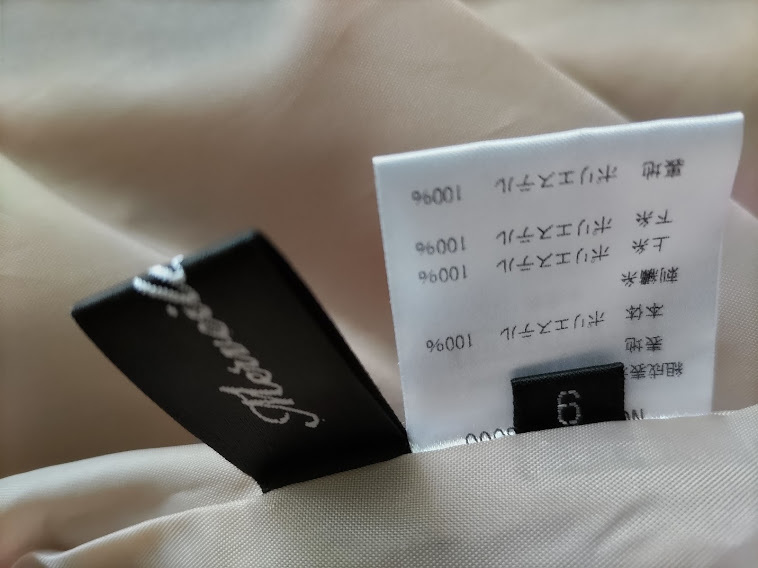 組成表
表地
本体 ポリエステル 100%
刺繍糸
上糸 ポリエステル 100%
下糸 ポリエステル 100%
裏地 ポリエステル 100%